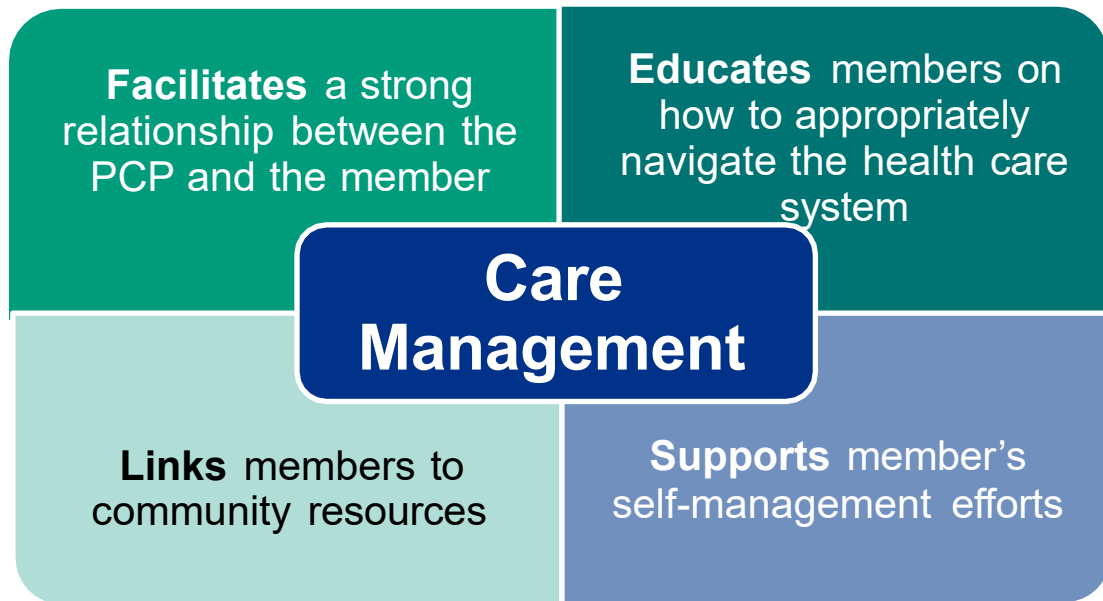 Facilitates a strong
relationship between the
PCP and the member
Educates members on
how to appropriately
navigate the health care
system
Care
Management
Links members to
community resources
Supports member’s
self-management efforts